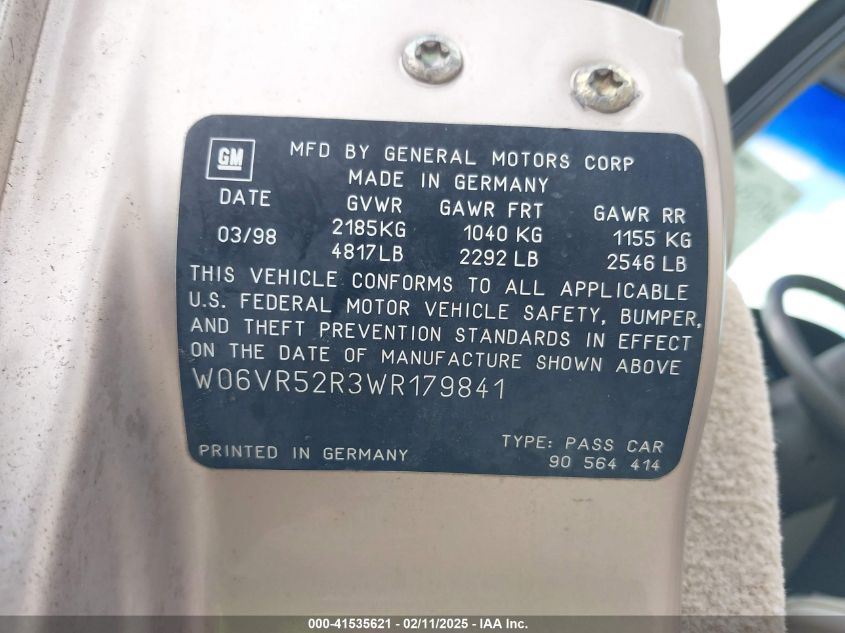 GM
MFD BY GENERAL MOTORS CORP
MADE IN GERMANY
DATE GVWR GAWR FRT GAWR RR
03/98 2185KG 1040 KG 1155 KG
4817LB 2292 LB 2546 LB
THIS VEHICLE CONFORMS TO ALL APPLICABLE
U.S. FEDERAL MOTOR VEHICLE SAFETY, BUMPER,
AND THEFT PREVENTION STANDARDS IN EFFECT
ON THE DATE OF MANUFACTURE SHOWN ABOVE
W06VR52R3WR179841
TYPE: PASS CAR
PRINTED IN GERMANY 90 564 414
000-41535621 - 02/11/2025 - IAA Inc.